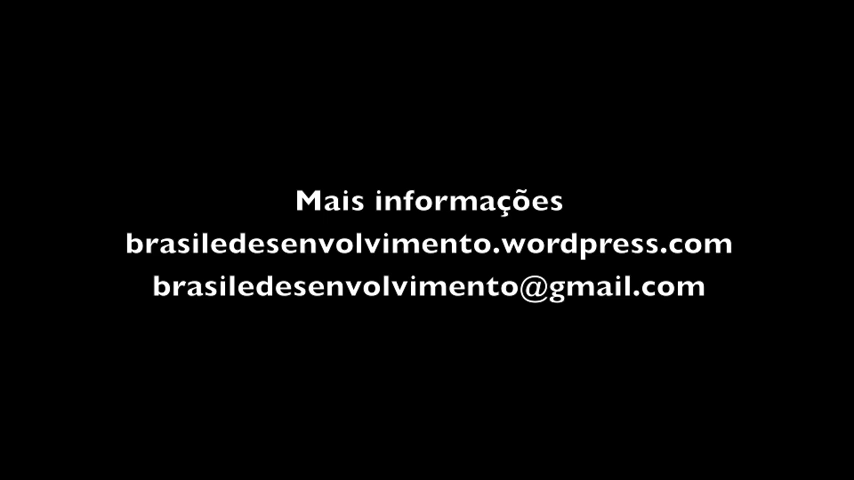 Mais informações
brasiledesenvolvimento.wordpress.com
brasiledesenvolvimento@gmail.com